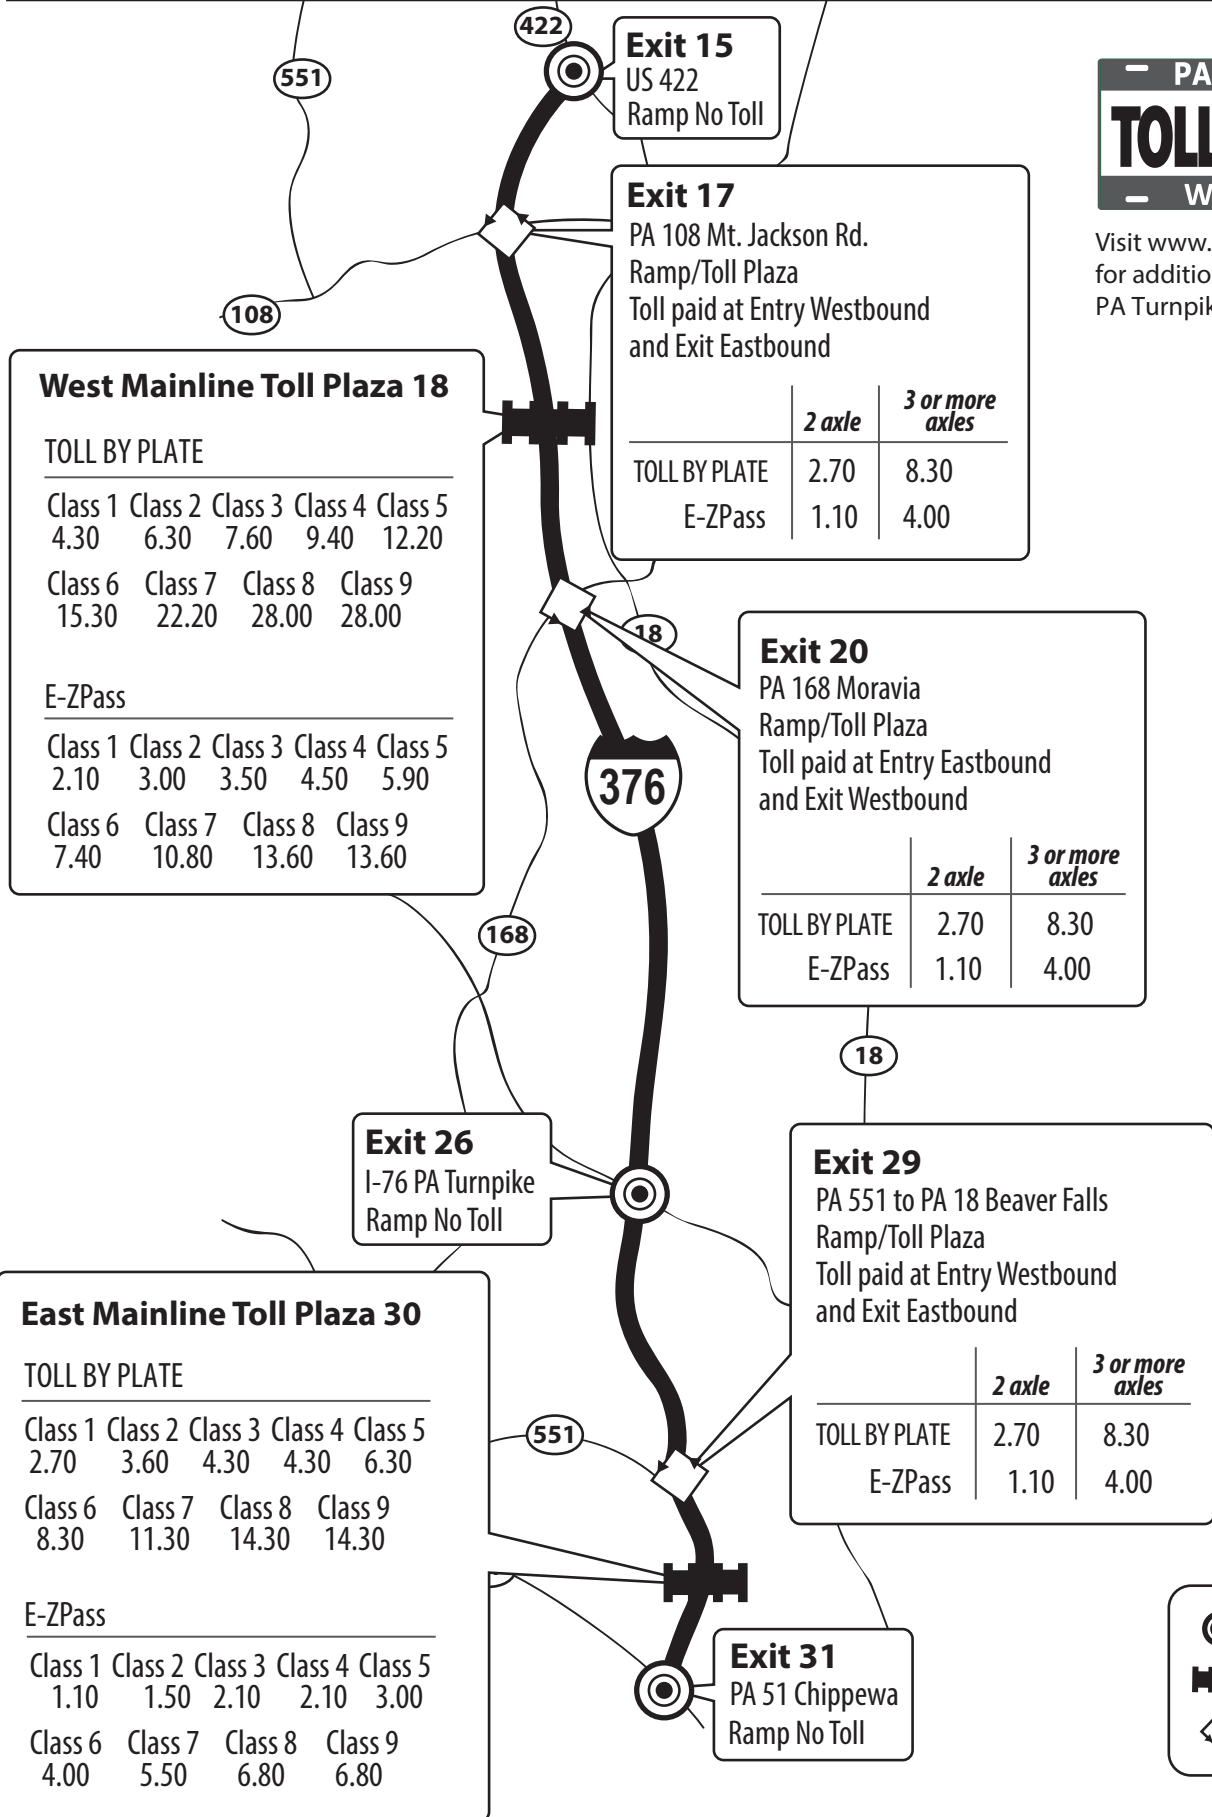 422
551
Exit 15
US 422
Ramp No Toll
PA
TOLL
W
Visit www.
for
PA
Exit 17
PA 108 Mt. Jackson Rd.
Ramp/Toll Plaza
Toll paid at Entry Westbound
and Exit Eastbound
2 axle 3 or more axles
TOLL BY PLATE 2.70 8.30
E-ZPass 1.10 4.00
108
West Mainline Toll Plaza 18
TOLL BY PLATE
Class 1 Class 2 Class 3 Class 4 Class 5
4.30 6.30 7.60 9.40 12.20
Class 6 Class 7 Class 8 Class 9
15.30 22.20 28.00 28.00
E-ZPass
Class 1 Class 2 Class 3 Class 4 Class 5
2.10 3.00 3.50 4.50 5.90
Class 6 Class 7 Class 8 Class 9
7.40 10.80 13.60 13.60
18
Exit 20
PA 168 Moravia
Ramp/Toll Plaza
Toll paid at Entry Eastbound
and Exit Westbound
2 axle 3 or more axles
TOLL BY PLATE 2.70 8.30
E-ZPass 1.10 4.00
376
168
18
Exit 26
I-76 PA Turnpike
Ramp No Toll
Exit 29
PA 551 to PA 18 Beaver Falls
Ramp/Toll Plaza
Toll paid at Entry Westbound
and Exit Eastbound
2 axle 3 or more axles
TOLL BY PLATE 2.70 8.30
E-ZPass 1.10 4.00
East Mainline Toll Plaza 30
TOLL BY PLATE
Class 1 Class 2 Class 3 Class 4 Class 5
2.70 3.60 4.30 4.30 6.30
Class 6 Class 7 Class 8 Class 9
8.30 11.30 14.30 14.30
E-ZPass
Class 1 Class 2 Class 3 Class 4 Class 5
1.10 1.50 2.10 2.10 3.00
Class 6 Class 7 Class 8 Class 9
4.00 5.50 6.80 6.80
551
Exit 31
PA 51 Chippewa
Ramp No Toll